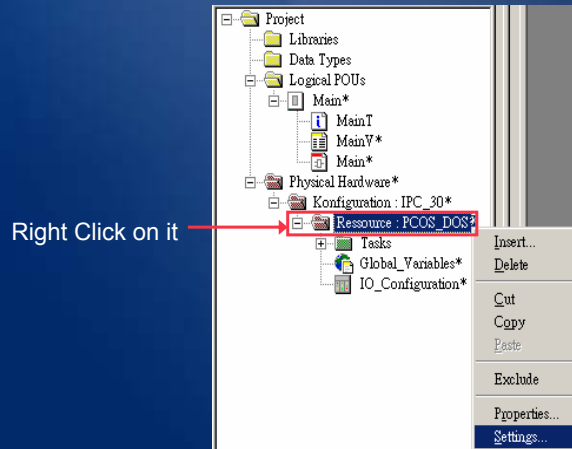 Project
Libraries
Data Types
Logical POUs
Main*
MainT
MainV*
Main*
Physical Hardware*
Konfiguration : IPC_30*
Ressource : PCOS_DOS*
Tasks
Global_Variables*
IO_Configuration*
Right Click on it
Insert...
Delete
Cut
Copy
Paste
Exclude
Properties...
Settings...